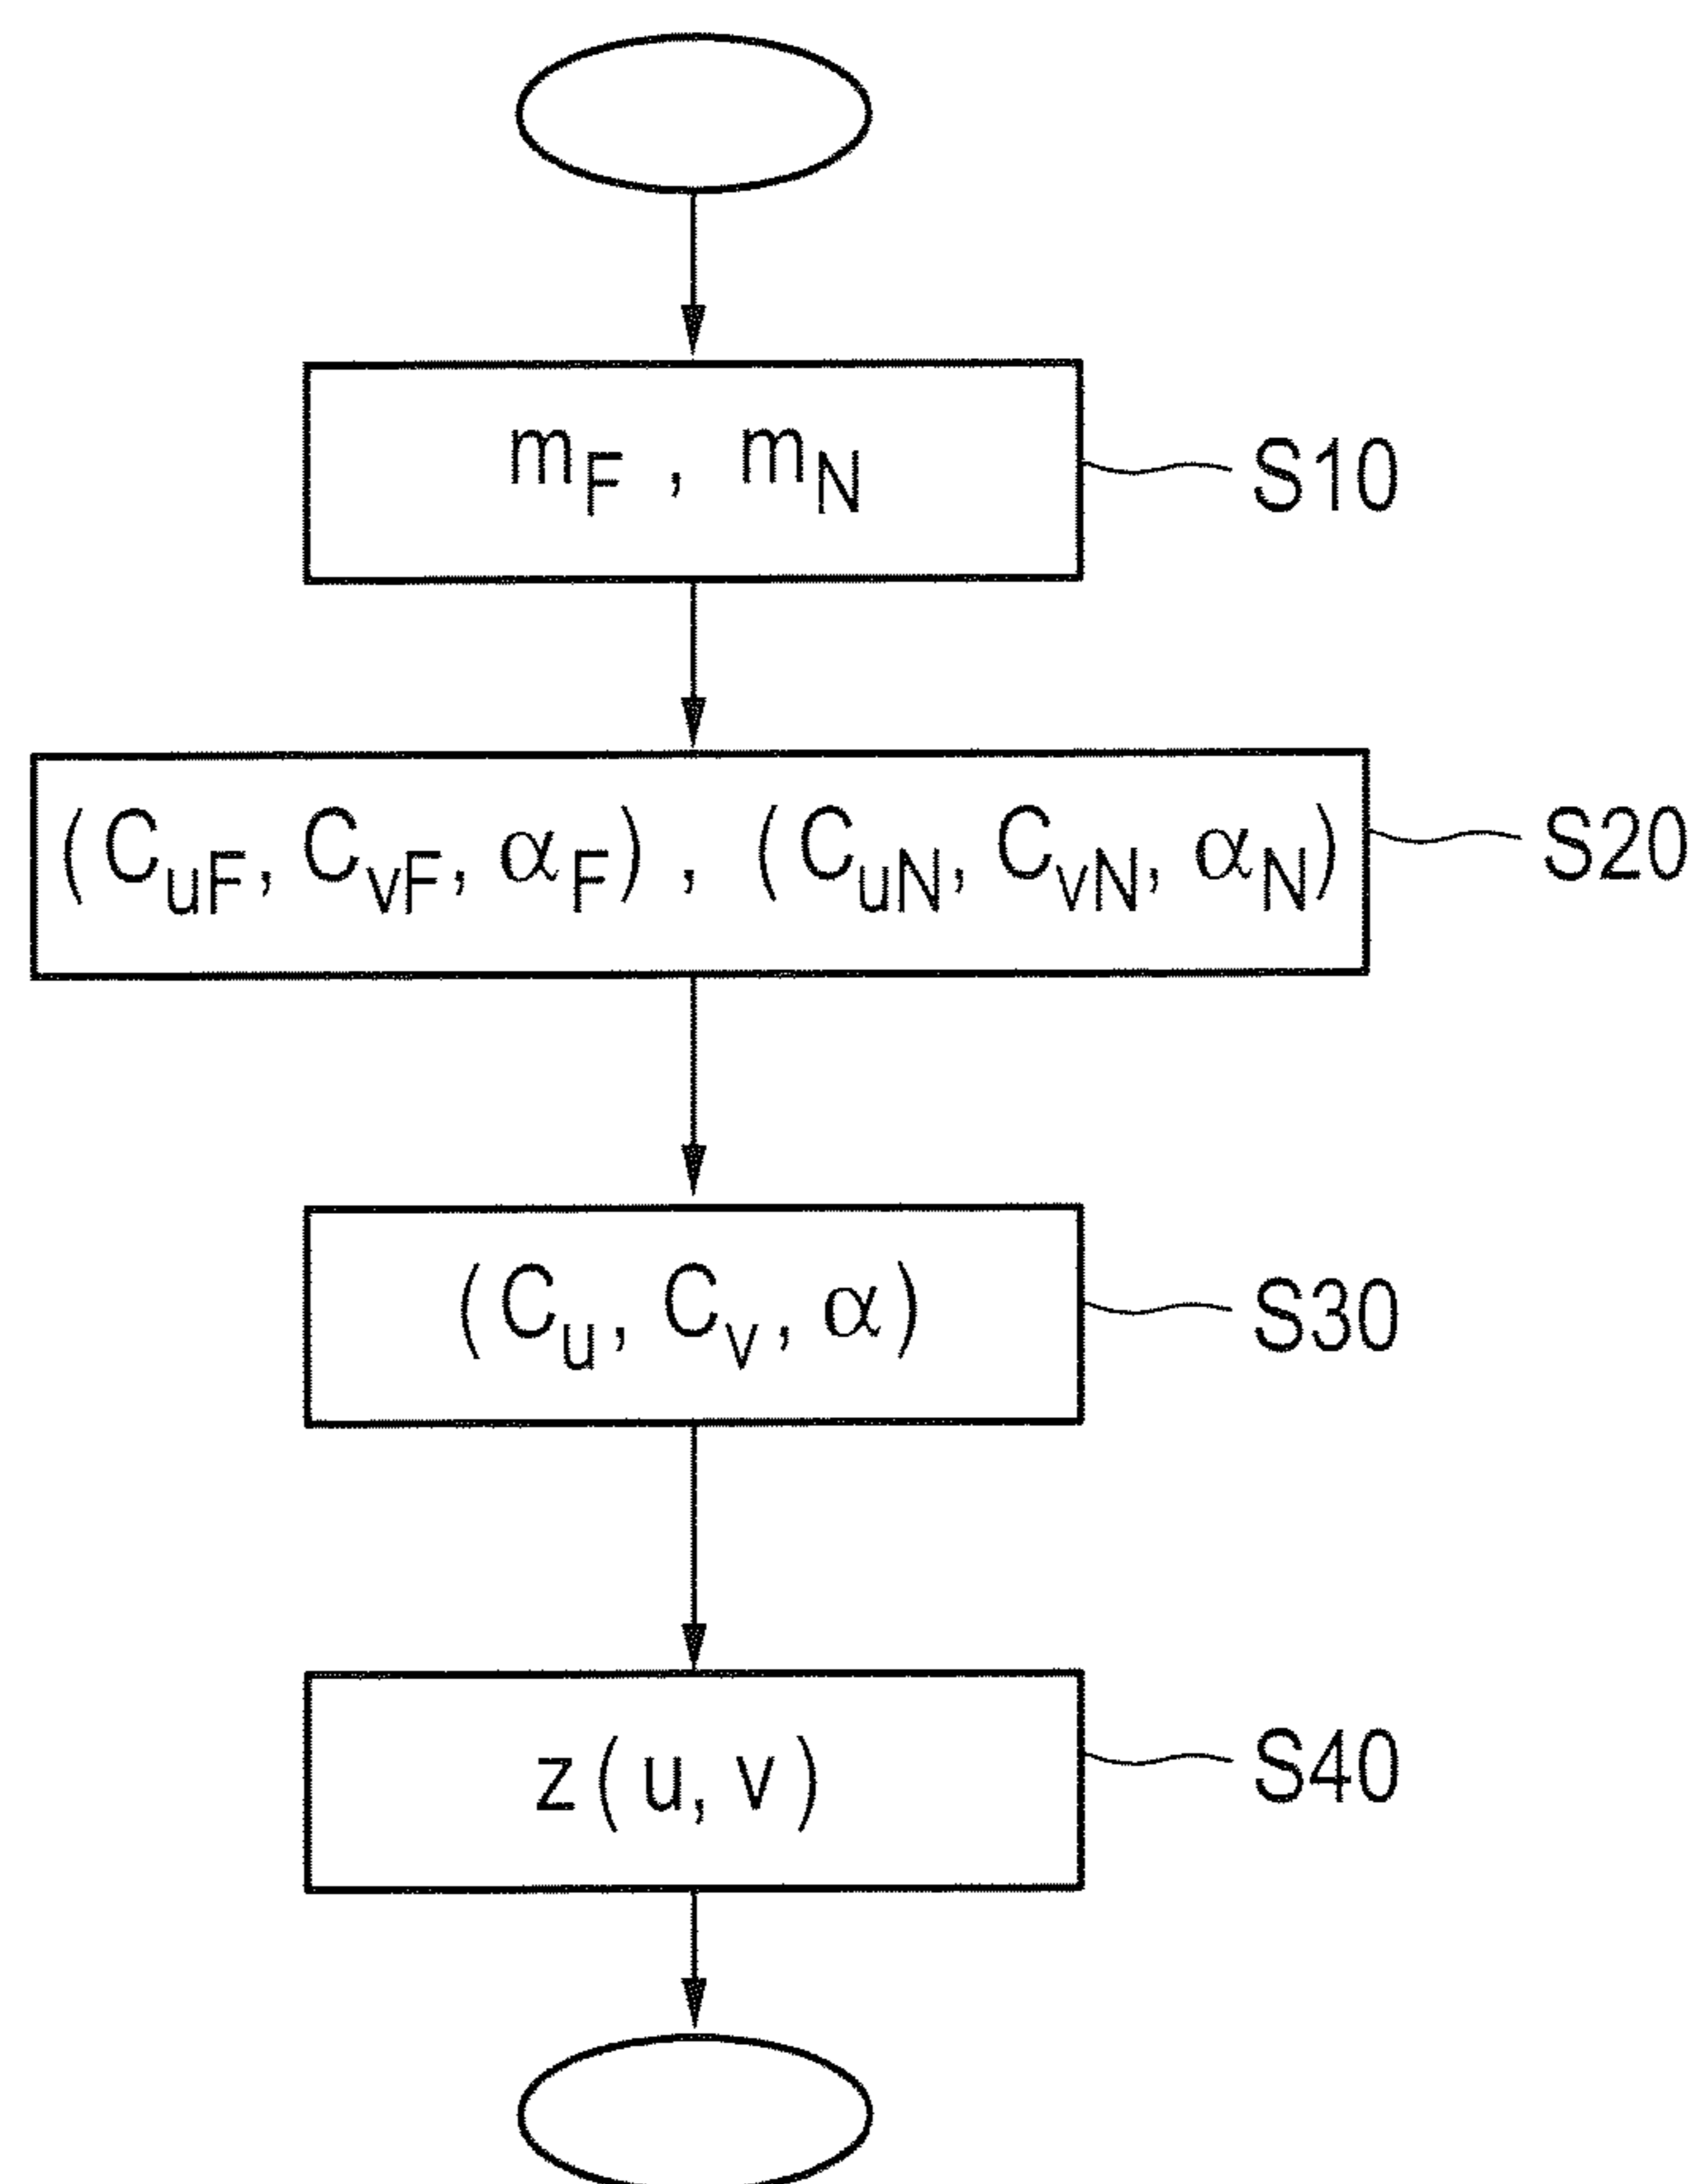 m_F , m_N
S10
(C_uF, C_vF, α_F) , (C_uN, C_vN, α_N)
S20
(C_u, C_v, α)
S30
z(u, v)
S40